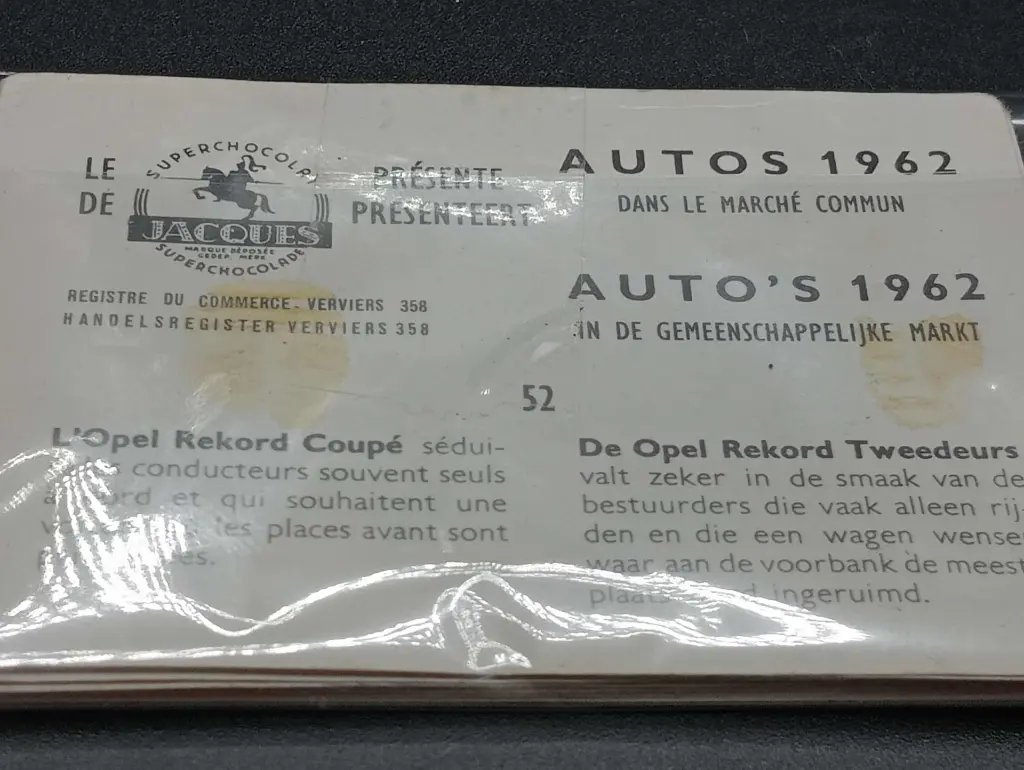 LE
DE
SUPERCHOCOLAT
JACQUES
MARQUE DÉPOSÉE
GEDEP. MERK
SUPERCHOCOLADE
PRÉSENTE
PRESENTEERT
REGISTRE DU COMMERCE. VERVIERS 358
HANDELSREGISTER VERVIERS 358
AUTOS 1962
DANS LE MARCHÉ COMMUN
AUTO'S 1962
IN DE GEMEENSCHAPPELIJKE MARKT
52
L'Opel Rekord Coupé sédui-
conducteurs souvent seuls
et qui souhaitent une
les places avant sont
De Opel Rekord Tweedeurs
valt zeker in de smaak van de
bestuurders die vaak alleen rij-
den en die een wagen wensen
waar aan de voorbank de meest
ingeruimd.